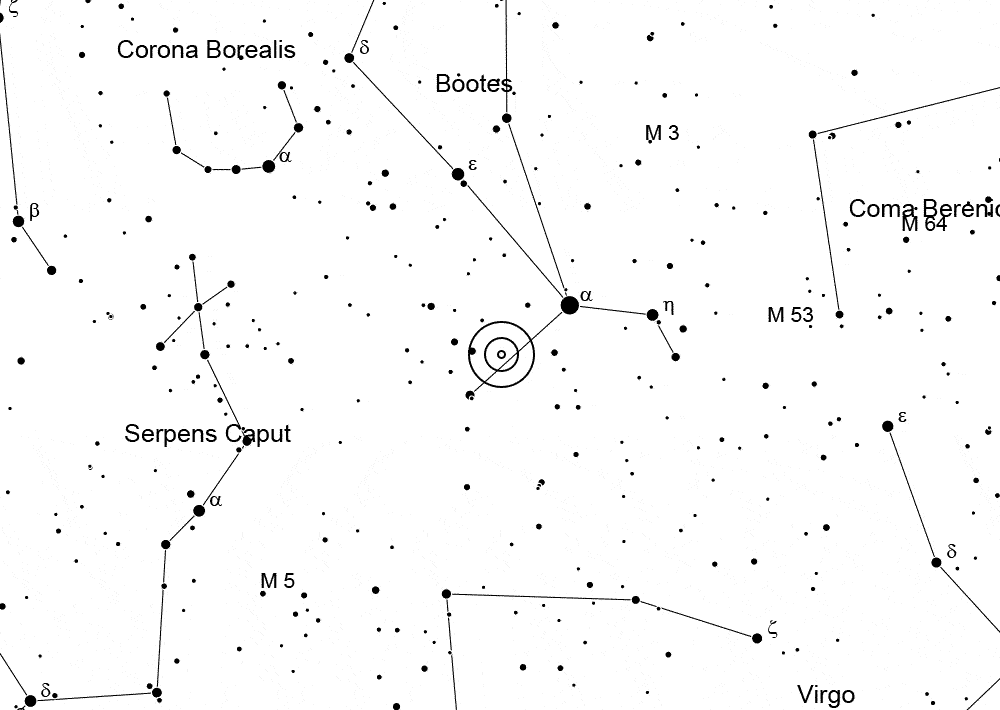 ζ
δ
Corona Borealis
Bootes
M 3
α
ε
β
Coma Berenic
M 64
α
η
M 53
ε
Serpens Caput
α
δ
M 5
ζ
δ
Virgo